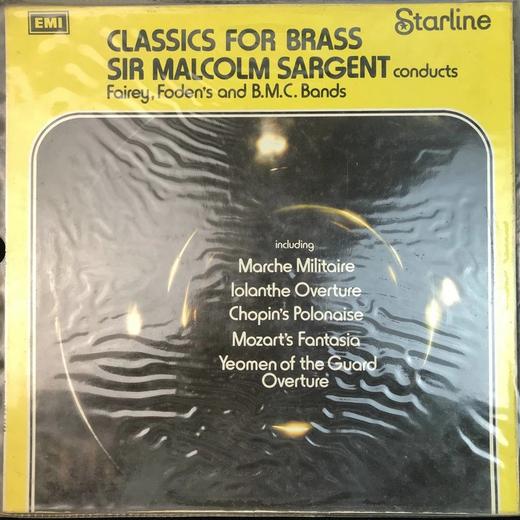 EMI
Starline
CLASSICS FOR BRASS
SIR MALCOLM SARGENT conducts
Fairey, Foden's and B.M.C. Bands
including
Marche Militaire
Iolanthe Overture
Chopin's Polonaise
Mozart's Fantasia
Yeomen of the Guard
Overture